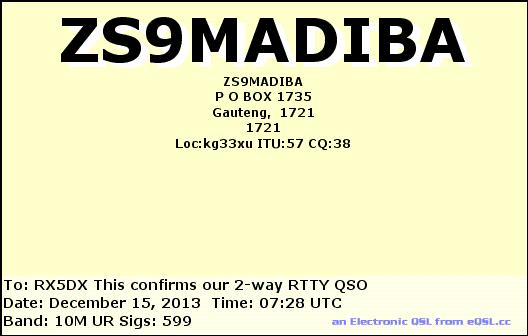 ZS9MADIBA
ZS9MADIBA
P O BOX 1735
Gauteng,  1721
1721
Loc:kg33xu ITU:57 CQ:38
To: RX5DX This confirms our 2-way RTTY QSO
Date: December 15, 2013  Time: 07:28 UTC
Band: 10M UR Sigs: 599
an Electronic QSL from eQSL.cc